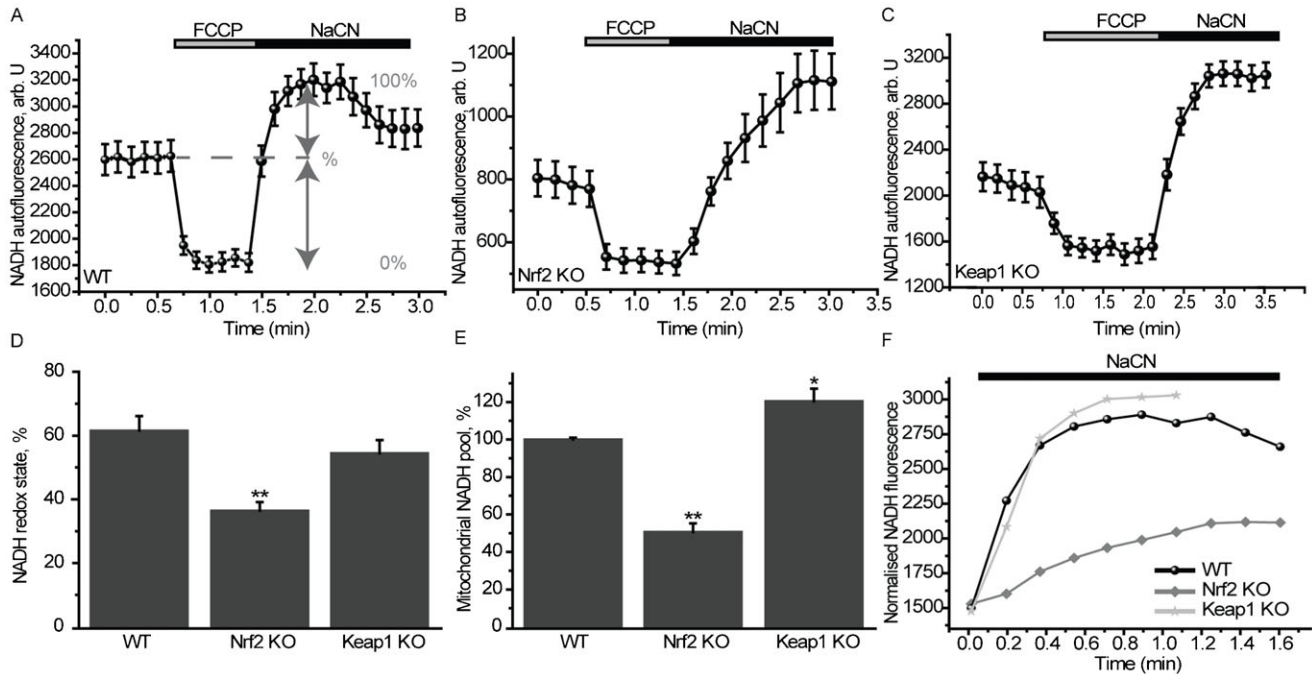 A
FCCP NaCN
NADH autofluorescence, arb. U
3400
3200
3000
2800
2600
2400
2200
2000
1800
1600
100%
%
0%
WT
0.0 0.5 1.0 1.5 2.0 2.5 3.0
Time (min)
B
FCCP NaCN
NADH autofluorescence, arb. U
1200
1000
800
600
Nrf2 KO
0.0 0.5 1.0 1.5 2.0 2.5 3.0 3.5
Time (min)
C
FCCP NaCN
NADH autofluorescence, arb. U
3300
3000
2700
2400
2100
1800
1500
1200
Keap1 KO
0.0 0.5 1.0 1.5 2.0 2.5 3.0 3.5
Time (min)
D
NADH redox state, %
80
60
40
20
0
**
WT Nrf2 KO Keap1 KO
E
Mitochondrial NADH pool, %
120
100
80
60
40
20
0
**
*
WT Nrf2 KO Keap1 KO
F
NaCN
Normalised NADH fluorescence
3000
2750
2500
2250
2000
1750
1500
WT
Nrf2 KO
Keap1 KO
0.0 0.2 0.4 0.6 0.8 1.0 1.2 1.4 1.6
Time (min)